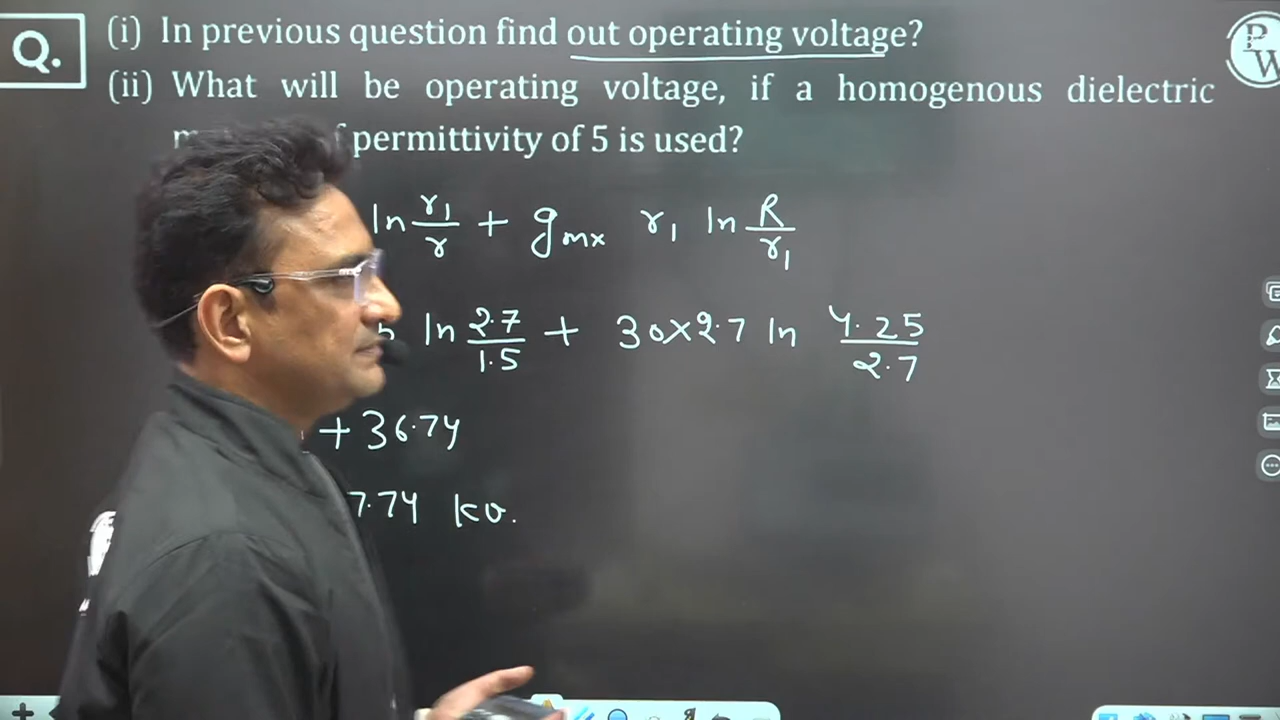 Q.
(i) In previous question find out operating voltage?
(ii) What will be operating voltage, if a homogenous dielectric
permittivity of 5 is used?
ln r₁/r + gmx r₁ ln R/r₁
ln 2.7/1.5 + 30×2.7 ln 4.25/2.7
+ 36.74
7.74 kv.
P
W